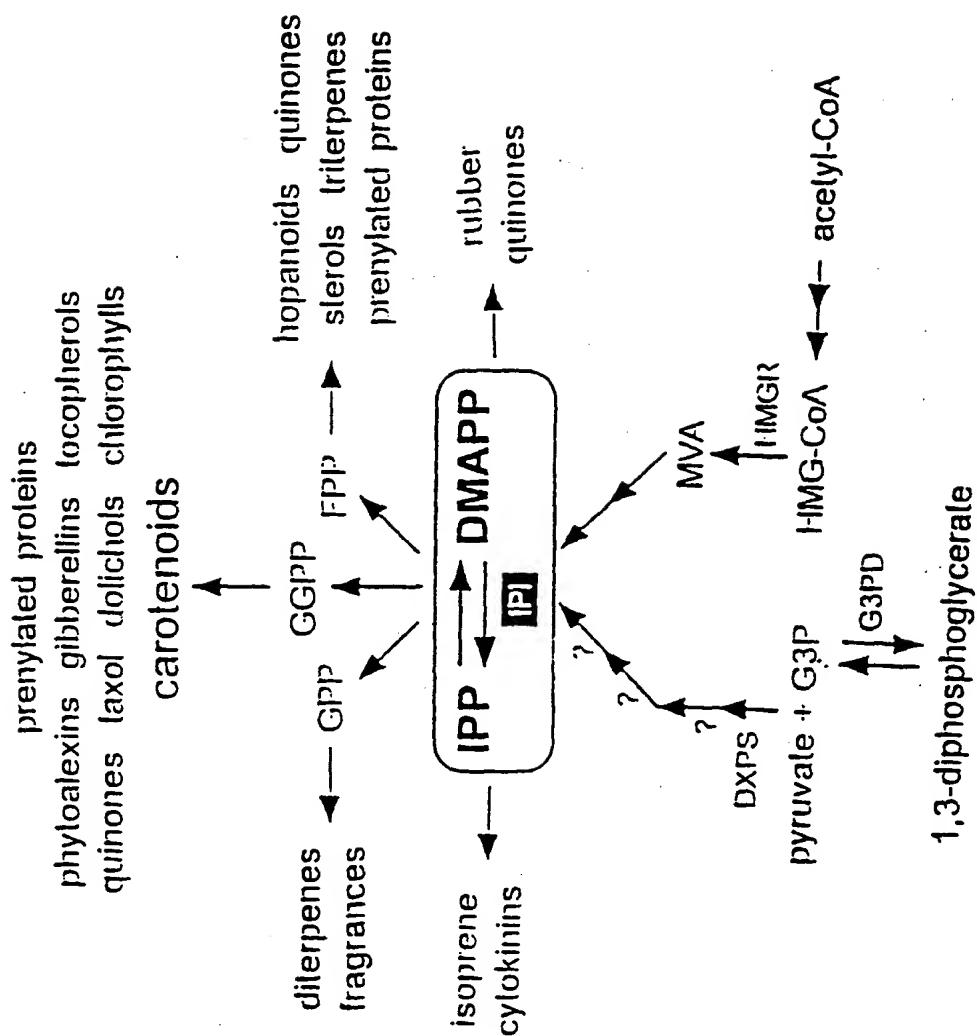 prenylated proteins
phytoalexins gibberellins tocopherols
quinones taxol dolichols chlorophylls
carotenoids
hopanoids quinones
sterols triterpenes
prenylated proteins
diterpenes
fragrances
GPP
GGPP
FPP
isoprene
cytokinins
IPP
DMAPP
IPI
rubber
quinones
?
?
?
DXPS
pyruvate + G3P
G3PD
1,3-diphosphoglycerate
MVA
HMGR
HMG-CoA
acetyl-CoA